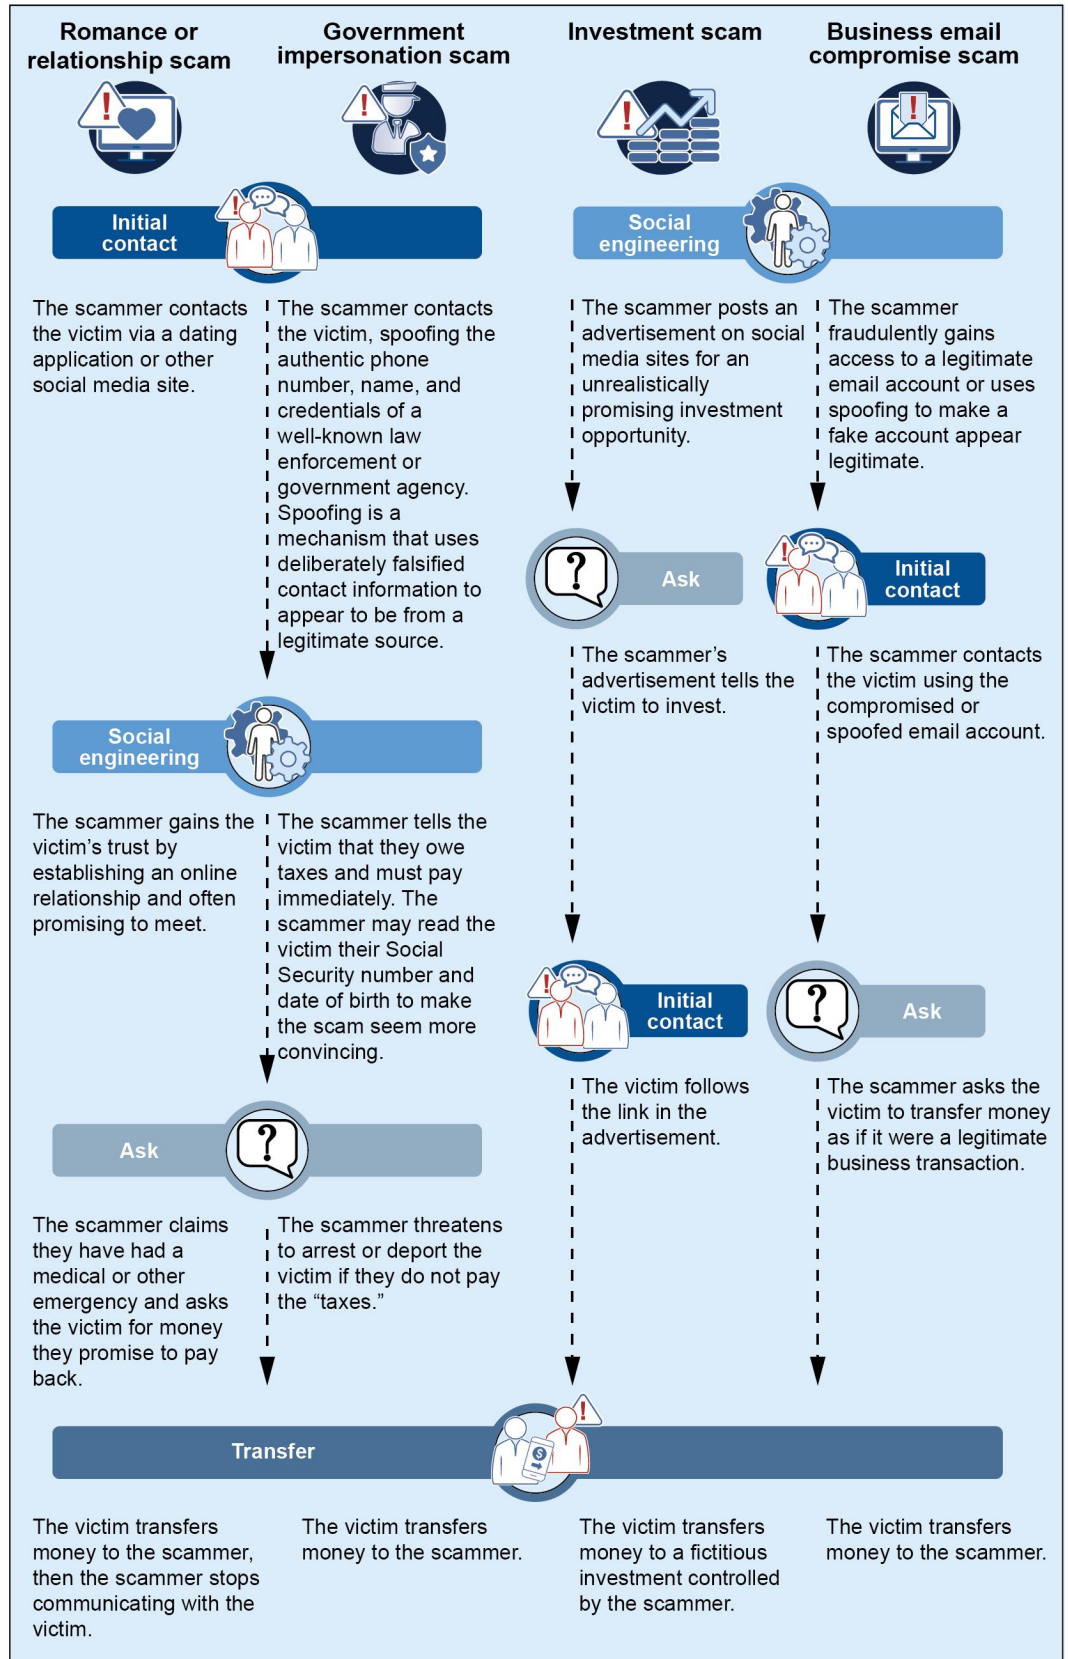 Romance or
relationship scam
Government
impersonation scam
Investment scam
Business email
compromise scam
Initial
contact
The scammer contacts
the victim via a dating
application or other
social media site.
The scammer contacts
the victim, spoofing the
authentic phone
number, name, and
credentials of a
well-known law
enforcement or
government agency.
Spoofing is a
mechanism that uses
deliberately falsified
contact information to
appear to be from a
legitimate source.
Social
engineering
The scammer gains the
victim’s trust by
establishing an online
relationship and often
promising to meet.
The scammer tells the
victim that they owe
taxes and must pay
immediately. The
scammer may read the
victim their Social
Security number and
date of birth to make
the scam seem more
convincing.
Ask
?
The scammer claims
they have had a
medical or other
emergency and asks
the victim for money
they promise to pay
back.
The scammer threatens
to arrest or deport the
victim if they do not pay
the “taxes.”
Social
engineering
The scammer posts an
advertisement on social
media sites for an
unrealistically
promising investment
opportunity.
?
Ask
The scammer’s
advertisement tells the
victim to invest.
Initial
contact
The victim follows
the link in the
advertisement.
The scammer
fraudulently gains
access to a legitimate
email account or uses
spoofing to make a
fake account appear
legitimate.
Initial
contact
The scammer contacts
the victim using the
compromised or
spoofed email account.
?
Ask
The scammer asks the
victim to transfer money
as if it were a legitimate
business transaction.
Transfer
$
The victim transfers
money to the scammer,
then the scammer stops
communicating with the
victim.
The victim transfers
money to the scammer.
The victim transfers
money to a fictitious
investment controlled
by the scammer.
The victim transfers
money to the scammer.